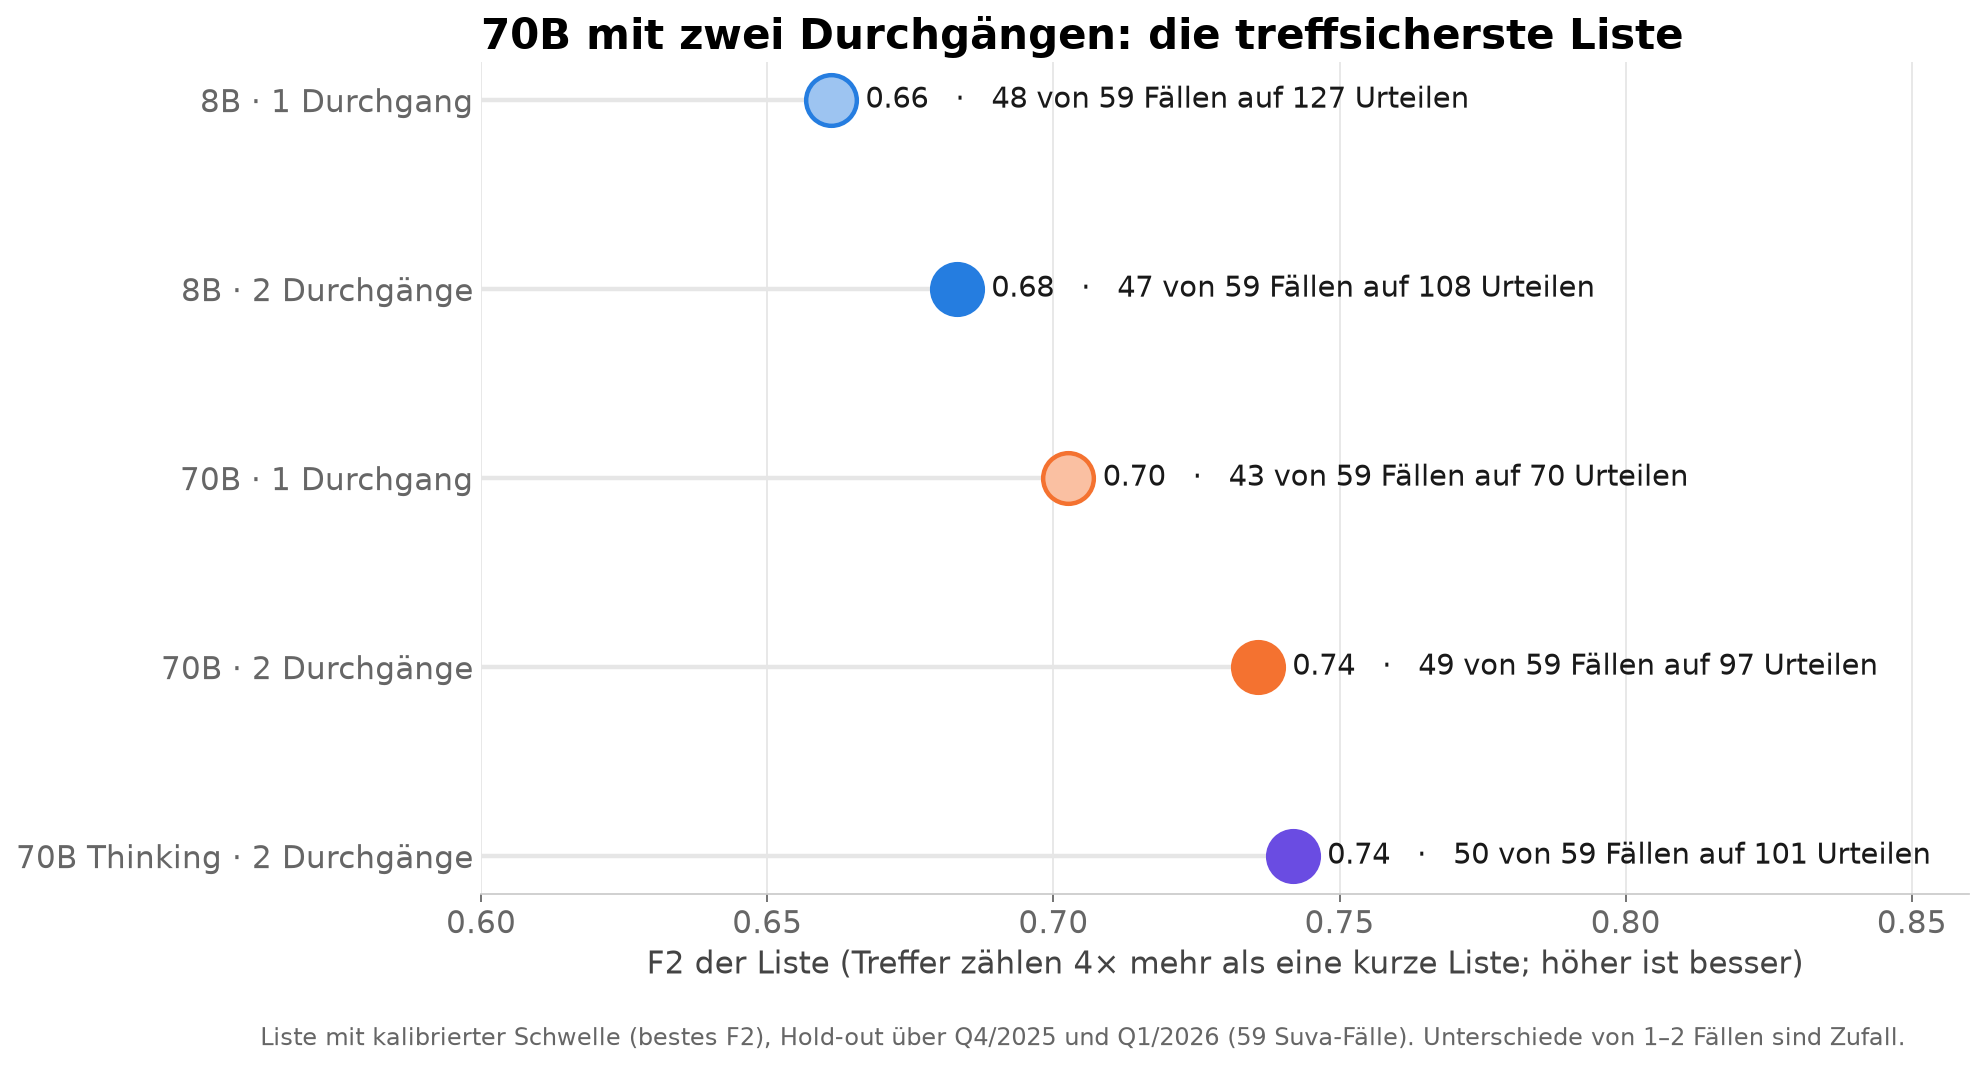 70B mit zwei Durchgängen: die treffsicherste Liste
8B · 1 Durchgang
0.66 · 48 von 59 Fällen auf 127 Urteilen
8B · 2 Durchgänge
0.68 · 47 von 59 Fällen auf 108 Urteilen
70B · 1 Durchgang
0.70 · 43 von 59 Fällen auf 70 Urteilen
70B · 2 Durchgänge
0.74 · 49 von 59 Fällen auf 97 Urteilen
70B Thinking · 2 Durchgänge
0.74 · 50 von 59 Fällen auf 101 Urteilen
0.60 0.65 0.70 0.75 0.80 0.85
F2 der Liste (Treffer zählen 4× mehr als eine kurze Liste; höher ist besser)
Liste mit kalibrierter Schwelle (bestes F2), Hold-out über Q4/2025 und Q1/2026 (59 Suva-Fälle). Unterschiede von 1–2 Fällen sind Zufall.